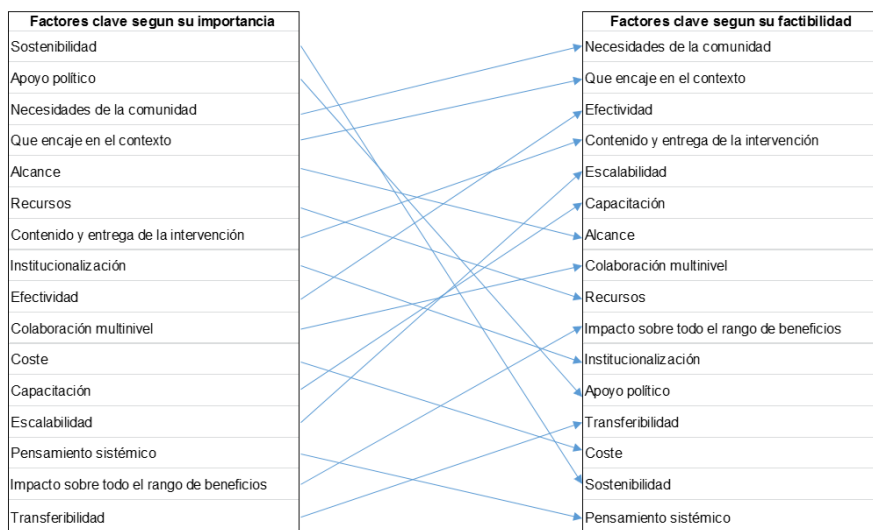 Factores clave segun su importancia
Sostenibilidad
Apoyo político
Necesidades de la comunidad
Que encaje en el contexto
Alcance
Recursos
Contenido y entrega de la intervención
Institucionalización
Efectividad
Colaboración multinivel
Coste
Capacitación
Escalabilidad
Pensamiento sistémico
Impacto sobre todo el rango de beneficios
Transferibilidad
Factores clave segun su factibilidad
Necesidades de la comunidad
Que encaje en el contexto
Efectividad
Contenido y entrega de la intervención
Escalabilidad
Capacitación
Alcance
Colaboración multinivel
Recursos
Impacto sobre todo el rango de beneficios
Institucionalización
Apoyo político
Transferibilidad
Coste
Sostenibilidad
Pensamiento sistémico